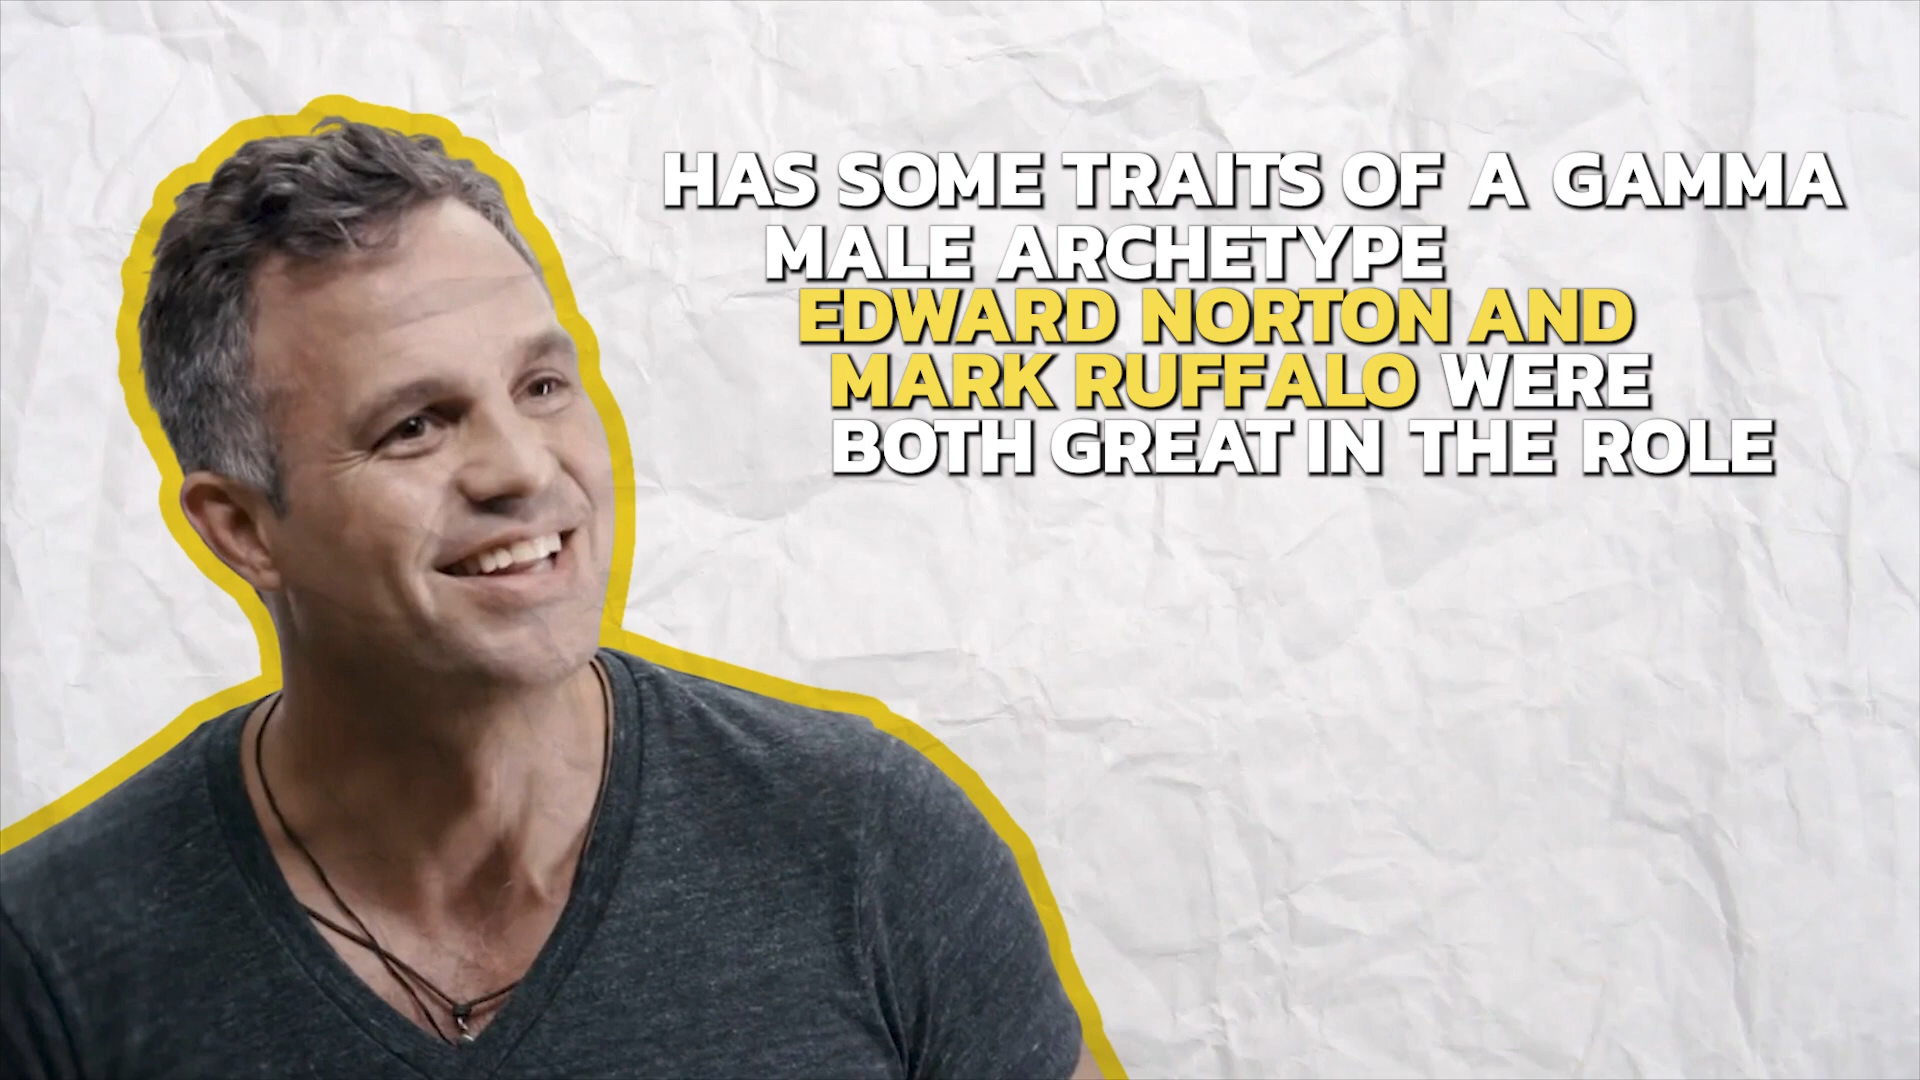 HAS SOME TRAITS OF A GAMMA
MALE ARCHETYPE
EDWARD NORTON AND
MARK RUFFALO WERE
BOTH GREAT IN THE ROLE